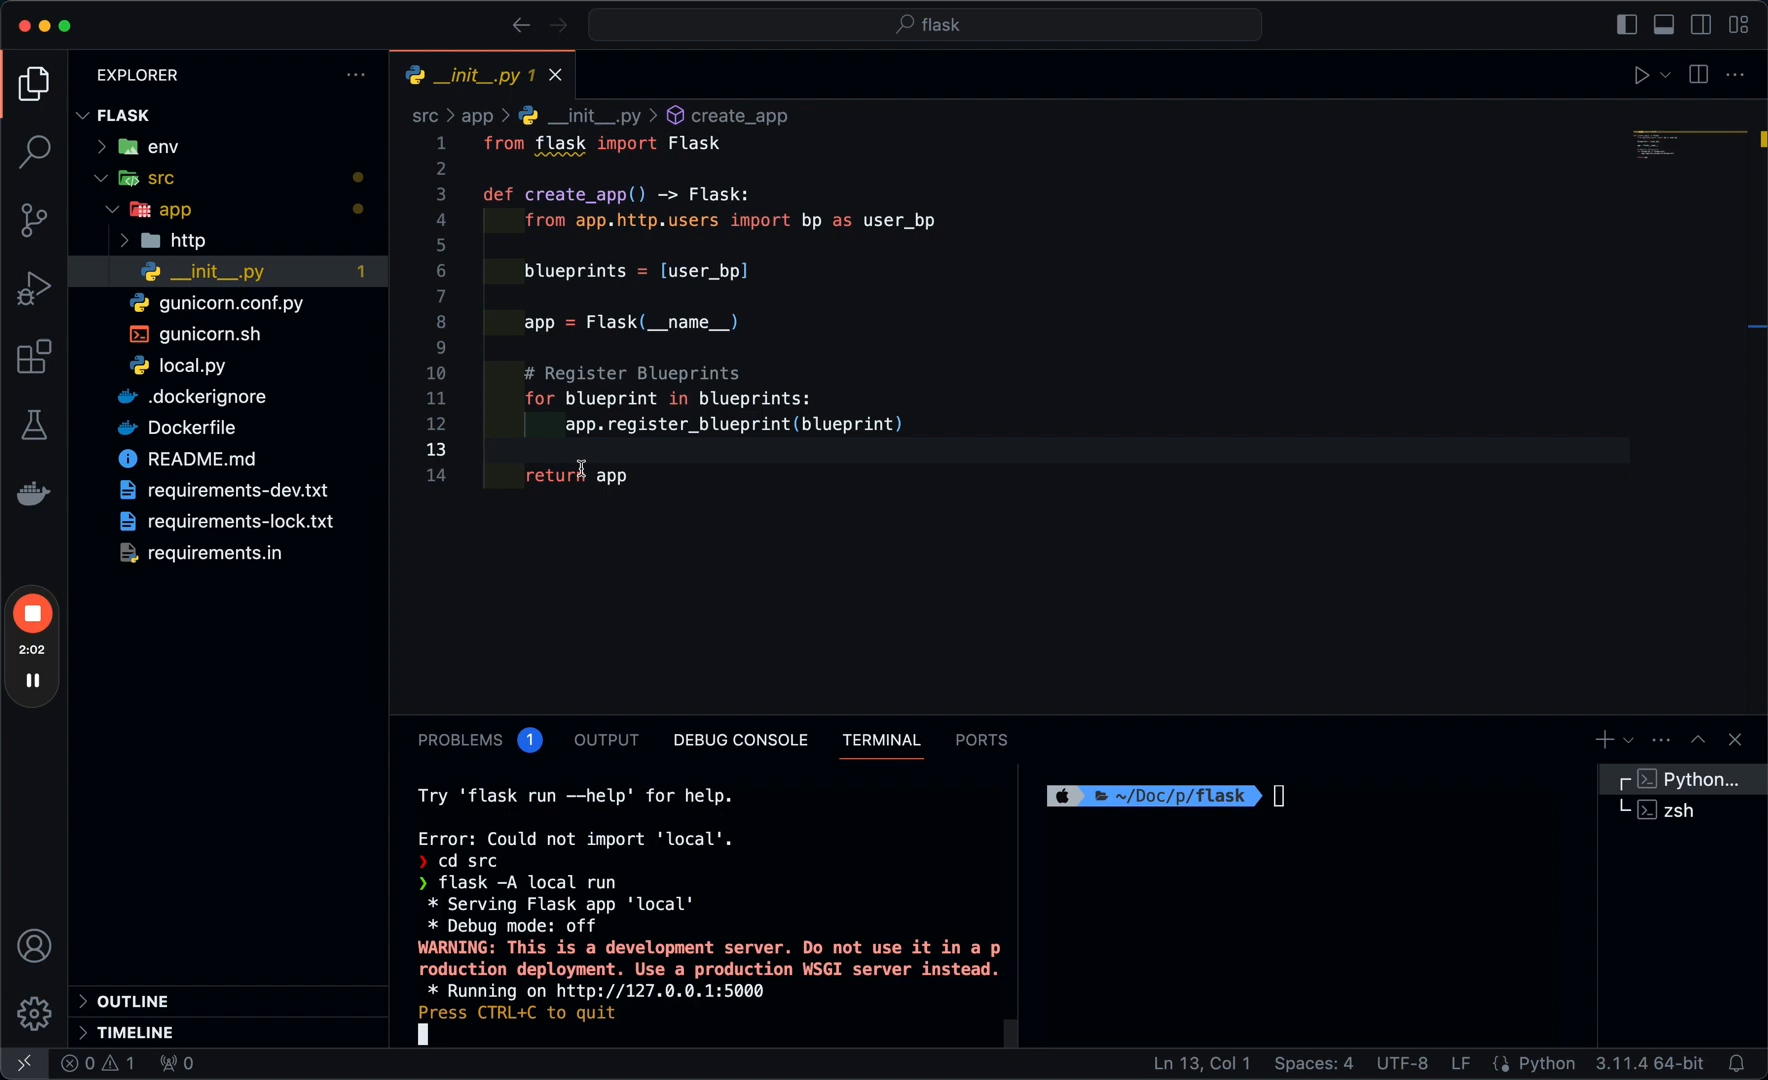 flask
EXPLORER
FLASK
env
src
app
http
__init__.py 1
gunicorn.conf.py
gunicorn.sh
local.py
.dockerignore
Dockerfile
README.md
requirements-dev.txt
requirements-lock.txt
requirements.in
2:02
OUTLINE
TIMELINE
__init__.py 1
src > app > __init__.py > create_app
1 from flask import Flask
2
3 def create_app() -> Flask:
4 from app.http.users import bp as user_bp
5
6 blueprints = [user_bp]
7
8 app = Flask(__name__)
9
10 # Register Blueprints
11 for blueprint in blueprints:
12 app.register_blueprint(blueprint)
13
14 return app
PROBLEMS 1 OUTPUT DEBUG CONSOLE TERMINAL PORTS
Try 'flask run --help' for help.
Error: Could not import 'local'.
❯ cd src
❯ flask -A local run
* Serving Flask app 'local'
* Debug mode: off
WARNING: This is a development server. Do not use it in a p
roduction deployment. Use a production WSGI server instead.
* Running on http://127.0.0.1:5000
Press CTRL+C to quit
~/Doc/p/flask
Python...
zsh
0 1 0
Ln 13, Col 1 Spaces: 4 UTF-8 LF Python 3.11.4 64-bit